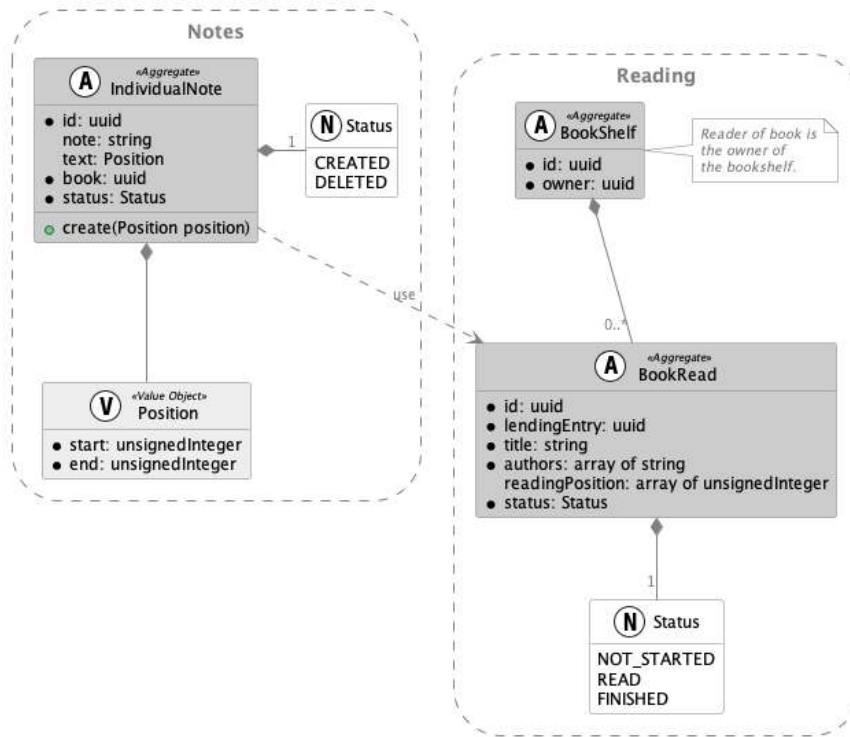 Notes
A
«Aggregate»
IndividualNote
id: uuid
note: string
text: Position
book: uuid
status: Status
create(Position position)
1
N Status
CREATED
DELETED
use
V
«Value Object»
Position
start: unsignedInteger
end: unsignedInteger
Reading
A
«Aggregate»
BookShelf
id: uuid
owner: uuid
Reader of book is
the owner of
the bookshelf.
0..*
A
«Aggregate»
BookRead
id: uuid
lendingEntry: uuid
title: string
authors: array of string
readingPosition: array of unsignedInteger
status: Status
1
N Status
NOT_STARTED
READ
FINISHED